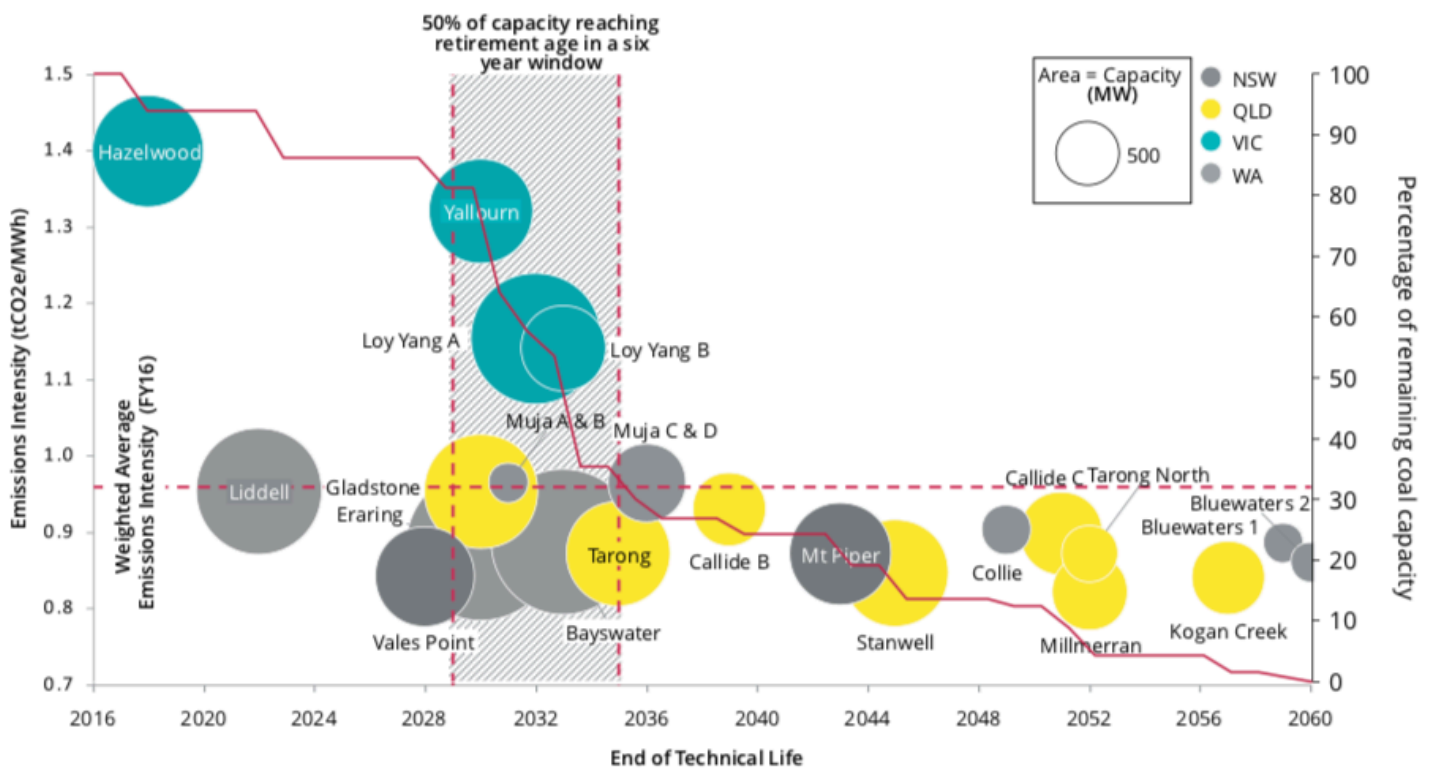 50% of capacity reaching
retirement age in a six
year window
Area = Capacity
(MW)
500
NSW
QLD
VIC
WA
Emissions Intensity (tCO2e/MWh)
1.5
1.4
1.3
1.2
1.1
1.0
0.9
0.8
0.7
Weighted Average
Emissions Intensity (FY16)
Hazelwood
Yallourn
Loy Yang A
Loy Yang B
Muja A & B
Muja C & D
Liddell
Gladstone
Eraring
Vales Point
Tarong
Bayswater
Callide B
Mt Piper
Stanwell
Collie
Callide C
Tarong North
Millmerran
Bluewaters 2
Bluewaters 1
Kogan Creek
100
90
80
70
60
50
40
30
20
10
0
Percentage of remaining coal capacity
2016 2020 2024 2028 2032 2036 2040 2044 2048 2052 2056 2060
End of Technical Life